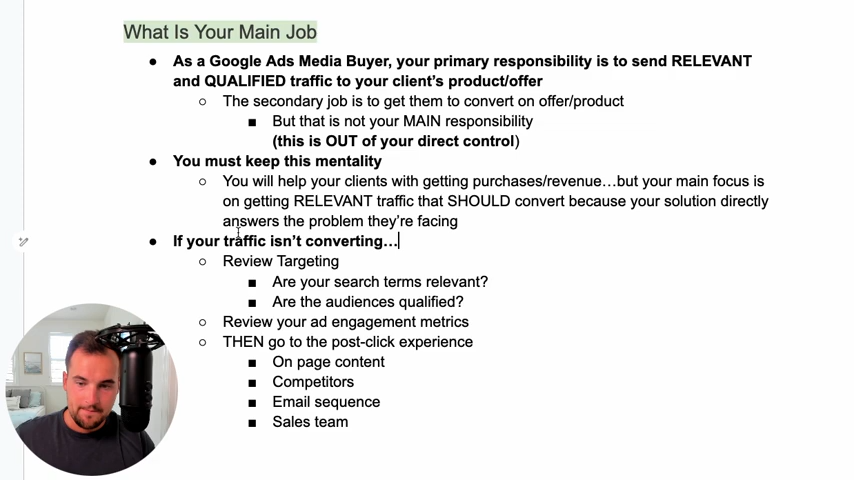 What Is Your Main Job
● As a Google Ads Media Buyer, your primary responsibility is to send RELEVANT
and QUALIFIED traffic to your client’s product/offer
○ The secondary job is to get them to convert on offer/product
■ But that is not your MAIN responsibility
(this is OUT of your direct control)
● You must keep this mentality
○ You will help your clients with getting purchases/revenue…but your main focus is
on getting RELEVANT traffic that SHOULD convert because your solution directly
answers the problem they’re facing
● If your traffic isn’t converting…
○ Review Targeting
■ Are your search terms relevant?
■ Are the audiences qualified?
○ Review your ad engagement metrics
○ THEN go to the post-click experience
■ On page content
■ Competitors
■ Email sequence
■ Sales team